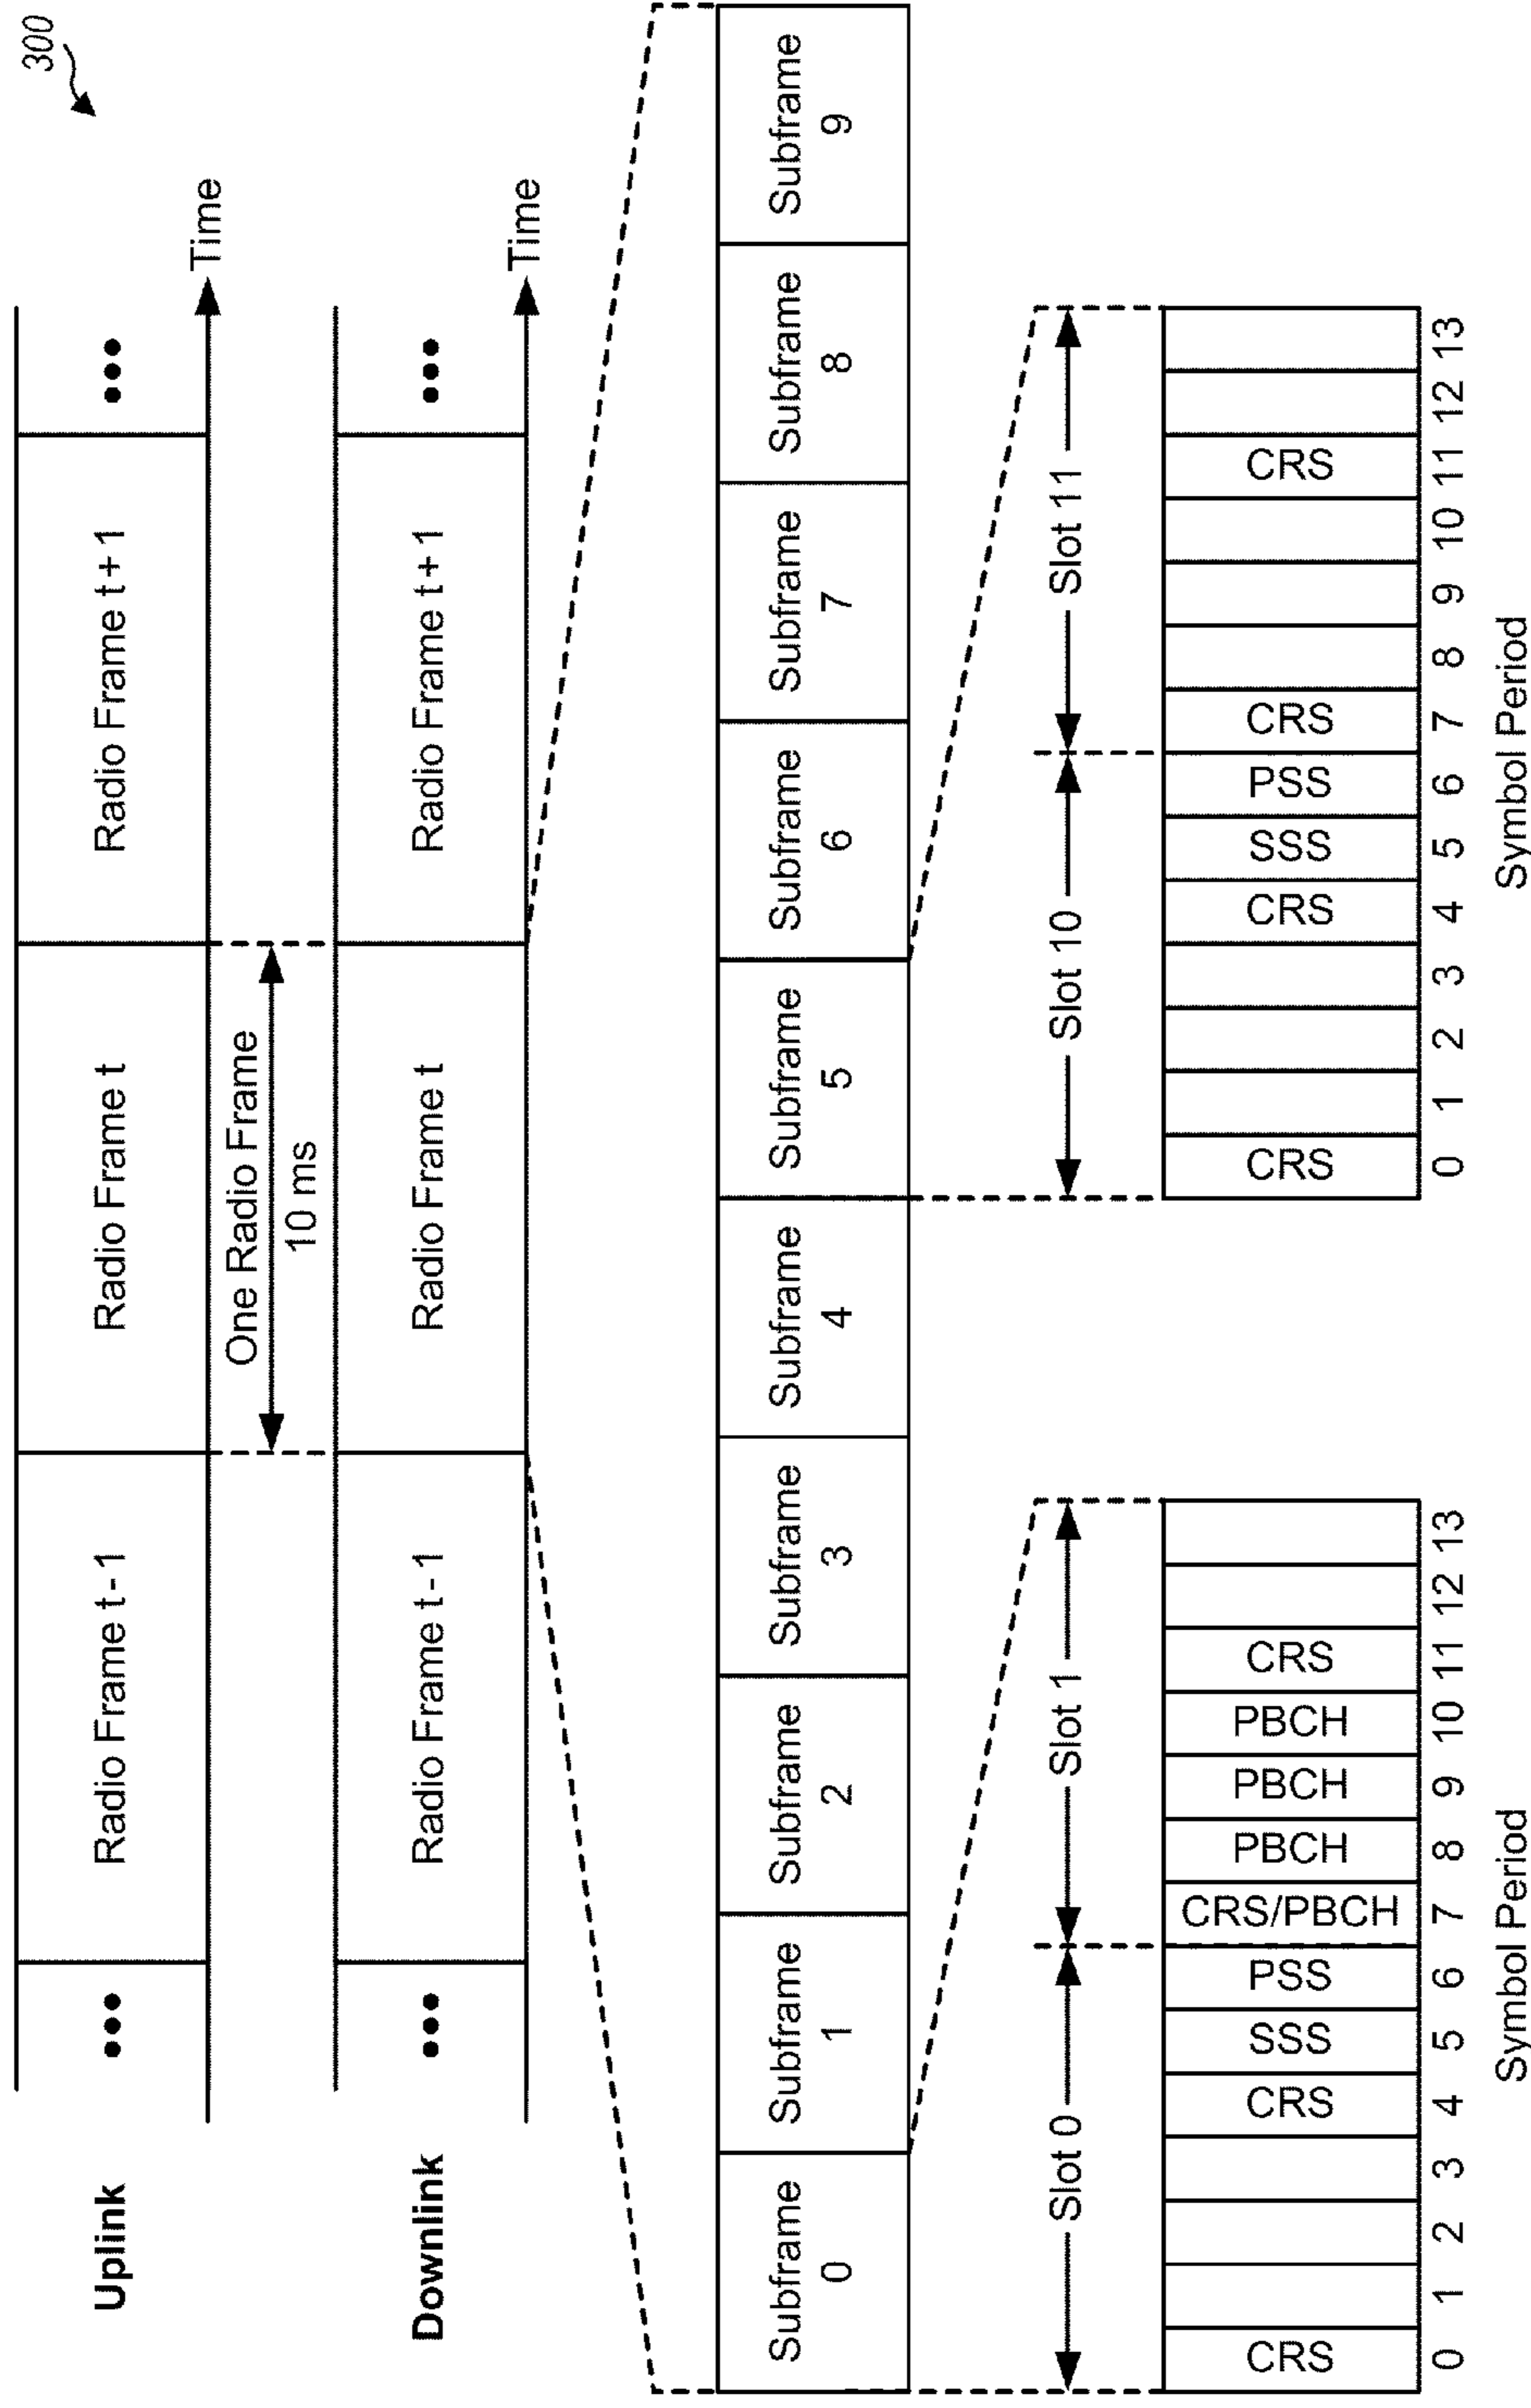 300
Uplink
•••
Radio Frame t-1
Radio Frame t
Radio Frame t+1
•••
Time
One Radio Frame
10 ms
Downlink
•••
Radio Frame t-1
Radio Frame t
Radio Frame t+1
•••
Time
Subframe
0
Subframe
1
Subframe
2
Subframe
3
Subframe
4
Subframe
5
Subframe
6
Subframe
7
Subframe
8
Subframe
9
Slot 0
Slot 1
CRS
CRS
SSS
PSS
CRS/PBCH
PBCH
PBCH
PBCH
CRS
0 1 2 3 4 5 6 7 8 9 10 11 12 13
Symbol Period
Slot 10
Slot 11
CRS
CRS
SSS
PSS
CRS
CRS
0 1 2 3 4 5 6 7 8 9 10 11 12 13
Symbol Period